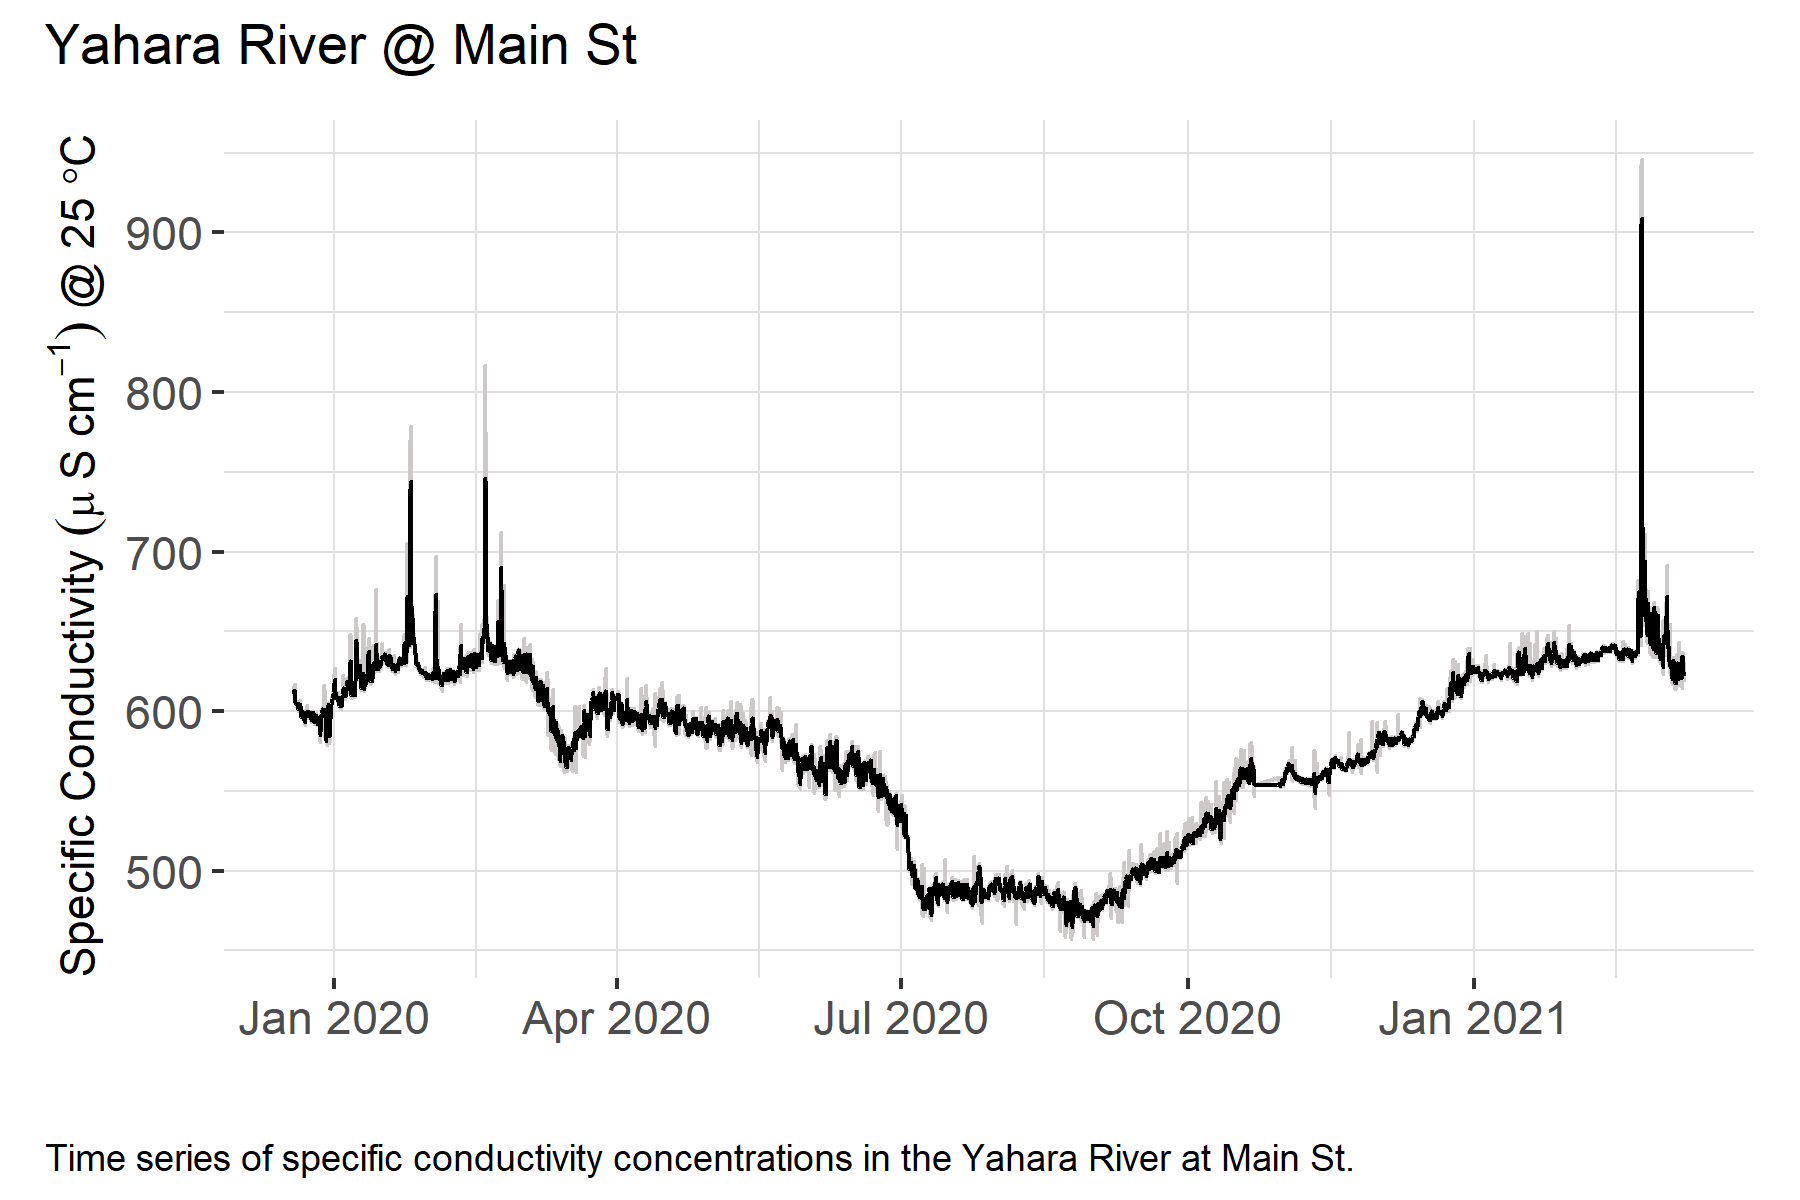 Yahara River @ Main St
Specific Conductivity (μ S cm⁻¹) @ 25 °C
900
800
700
600
500
Jan 2020 Apr 2020 Jul 2020 Oct 2020 Jan 2021
Time series of specific conductivity concentrations in the Yahara River at Main St.